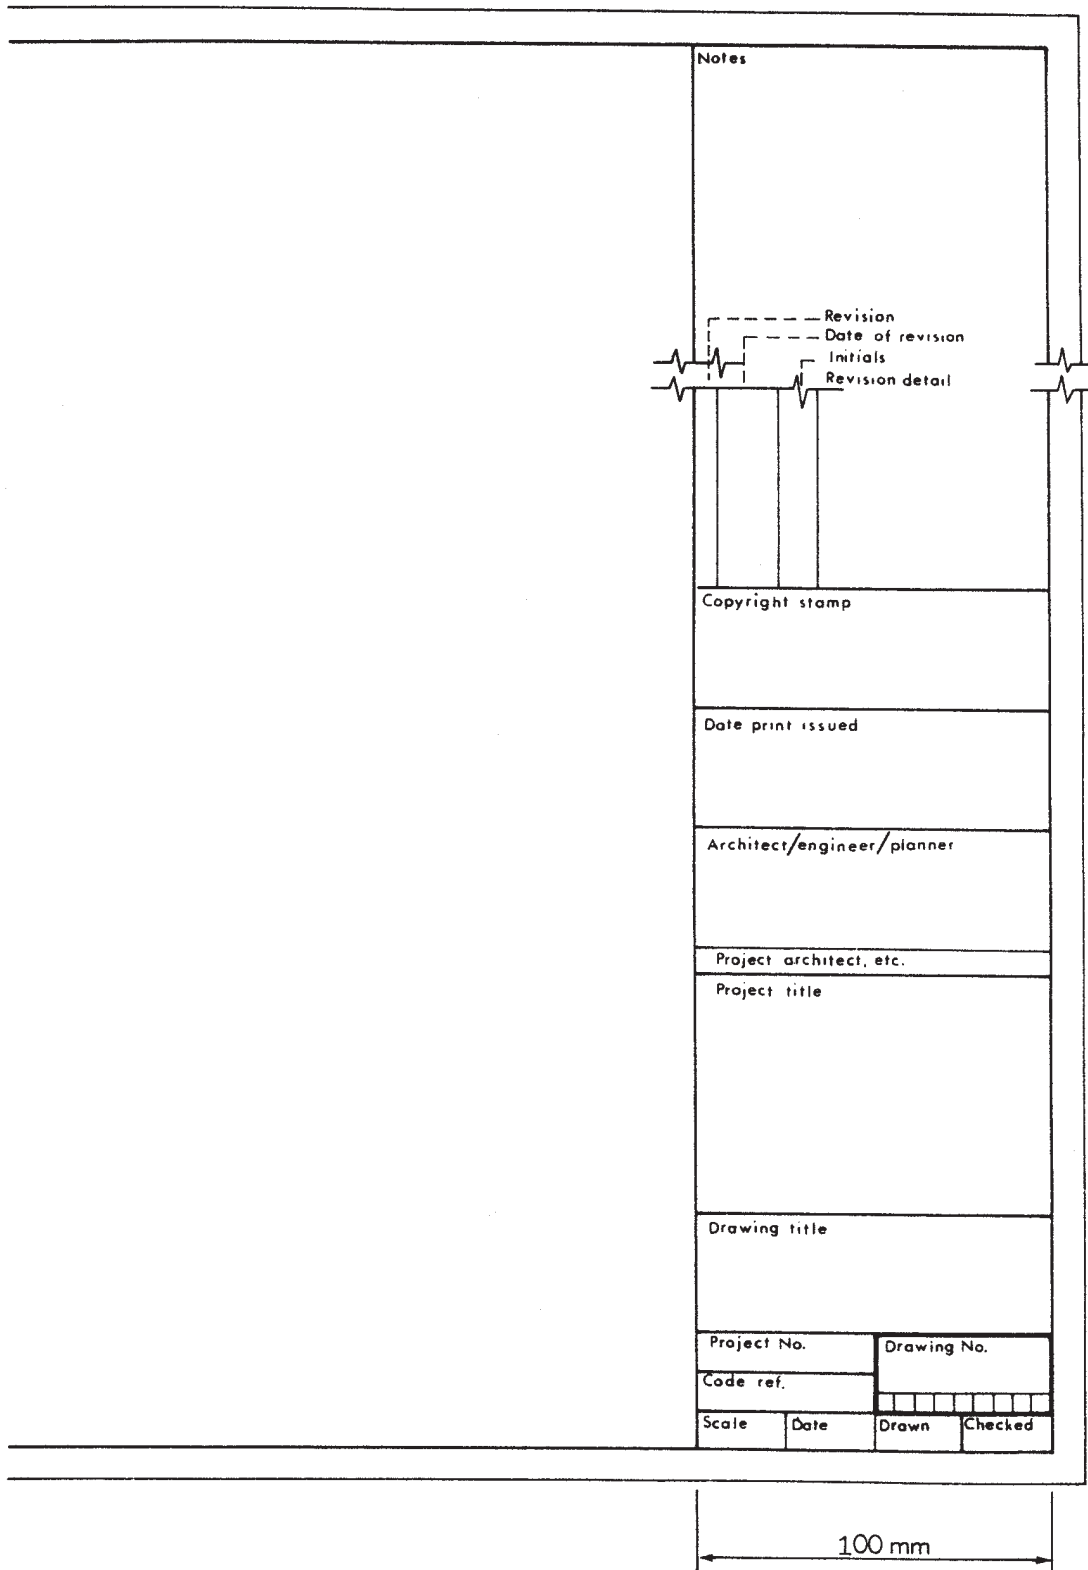 Notes
Revision
Date of revision
Initials
Revision detail
Copyright stamp
Date print issued
Architect/engineer/planner
Project architect, etc.
Project title
Drawing title
Project No.
Drawing No.
Code ref.
Scale
Date
Drawn
Checked
100 mm